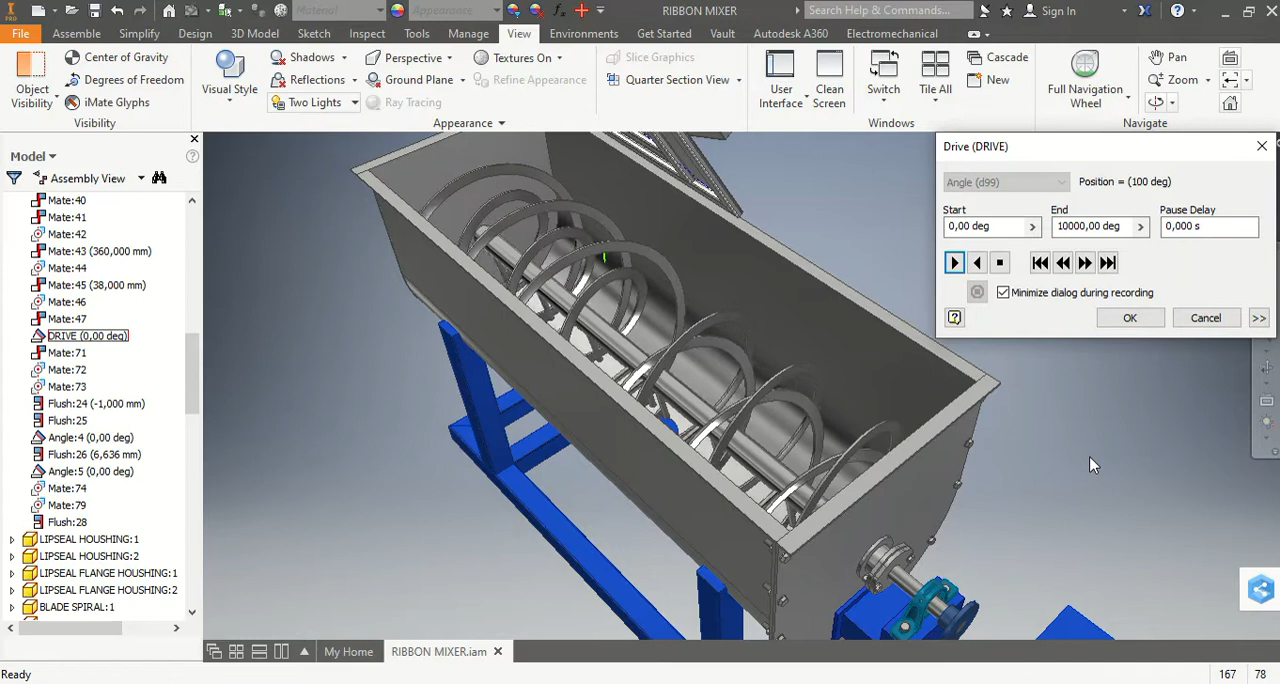 PRO
Material
Appearance
RIBBON MIXER
Search Help & Commands...
Sign In
File
Assemble
Simplify
Design
3D Model
Sketch
Inspect
Tools
Manage
View
Environments
Get Started
Vault
Autodesk A360
Electromechanical
Object
Visibility
Center of Gravity
Degrees of Freedom
iMate Glyphs
Visibility
Visual Style
Shadows
Reflections
Two Lights
Perspective
Ground Plane
Ray Tracing
Textures On
Refine Appearance
Appearance
Slice Graphics
Quarter Section View
User
Interface
Clean
Screen
Switch
Tile All
Cascade
New
Windows
Full Navigation
Wheel
Pan
Zoom
Navigate
Model
Assembly View
Mate:40
Mate:41
Mate:42
Mate:43 (360,000 mm)
Mate:44
Mate:45 (38,000 mm)
Mate:46
Mate:47
DRIVE (0,00 deg)
Mate:71
Mate:72
Mate:73
Flush:24 (-1,000 mm)
Flush:25
Angle:4 (0,00 deg)
Flush:26 (6,636 mm)
Angle:5 (0,00 deg)
Mate:74
Mate:79
Flush:28
LIPSEAL HOUSHING:1
LIPSEAL HOUSHING:2
LIPSEAL FLANGE HOUSHING:1
LIPSEAL FLANGE HOUSHING:2
BLADE SPIRAL:1
Drive (DRIVE)
Angle (d99)
Position = (100 deg)
Start
End
Pause Delay
0,00 deg
10000,00 deg
0,000 s
Minimize dialog during recording
OK
Cancel
>>
My Home
RIBBON MIXER.iam
Ready
167
78